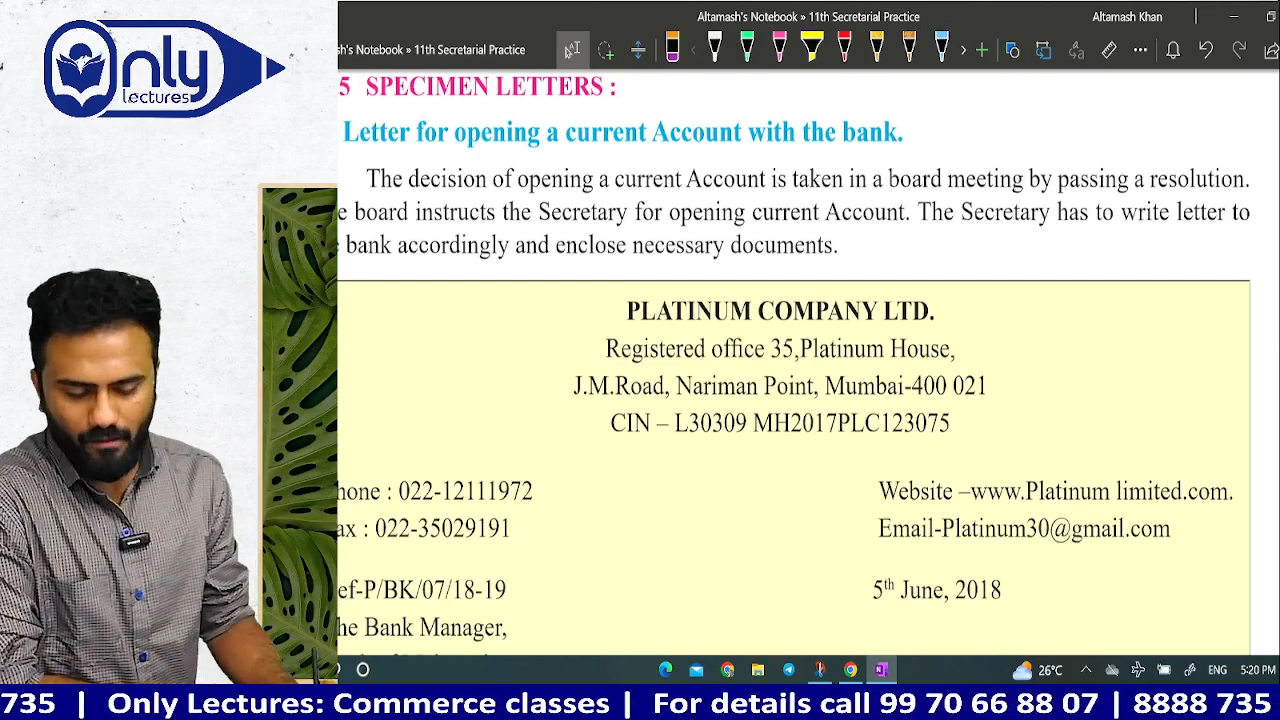 Only
lectures
Altamash's Notebook » 11th Secretarial Practice
Altamash Khan
's Notebook » 11th Secretarial Practice
5 SPECIMEN LETTERS :
Letter for opening a current Account with the bank.
The decision of opening a current Account is taken in a board meeting by passing a resolution.
e board instructs the Secretary for opening current Account. The Secretary has to write letter to
bank accordingly and enclose necessary documents.
PLATINUM COMPANY LTD.
Registered office 35,Platinum House,
J.M.Road, Nariman Point, Mumbai-400 021
CIN – L30309 MH2017PLC123075
hone : 022-12111972
Website –www.Platinum limited.com.
ax : 022-35029191
Email-Platinum30@gmail.com
ef-P/BK/07/18-19
5th June, 2018
he Bank Manager,
26°C
ENG
5:20 PM
735 | Only Lectures: Commerce classes | For details call 99 70 66 88 07 | 8888 735